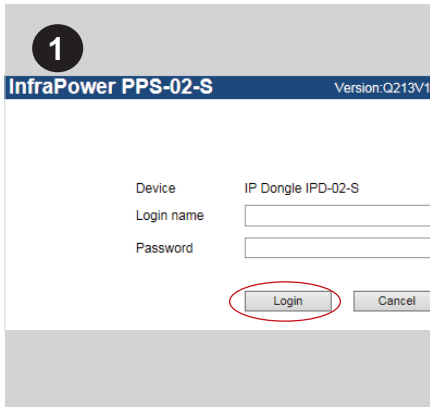 1
InfraPower PPS-02-S Version:Q213V1
Device IP Dongle IPD-02-S
Login name
Password
Login Cancel